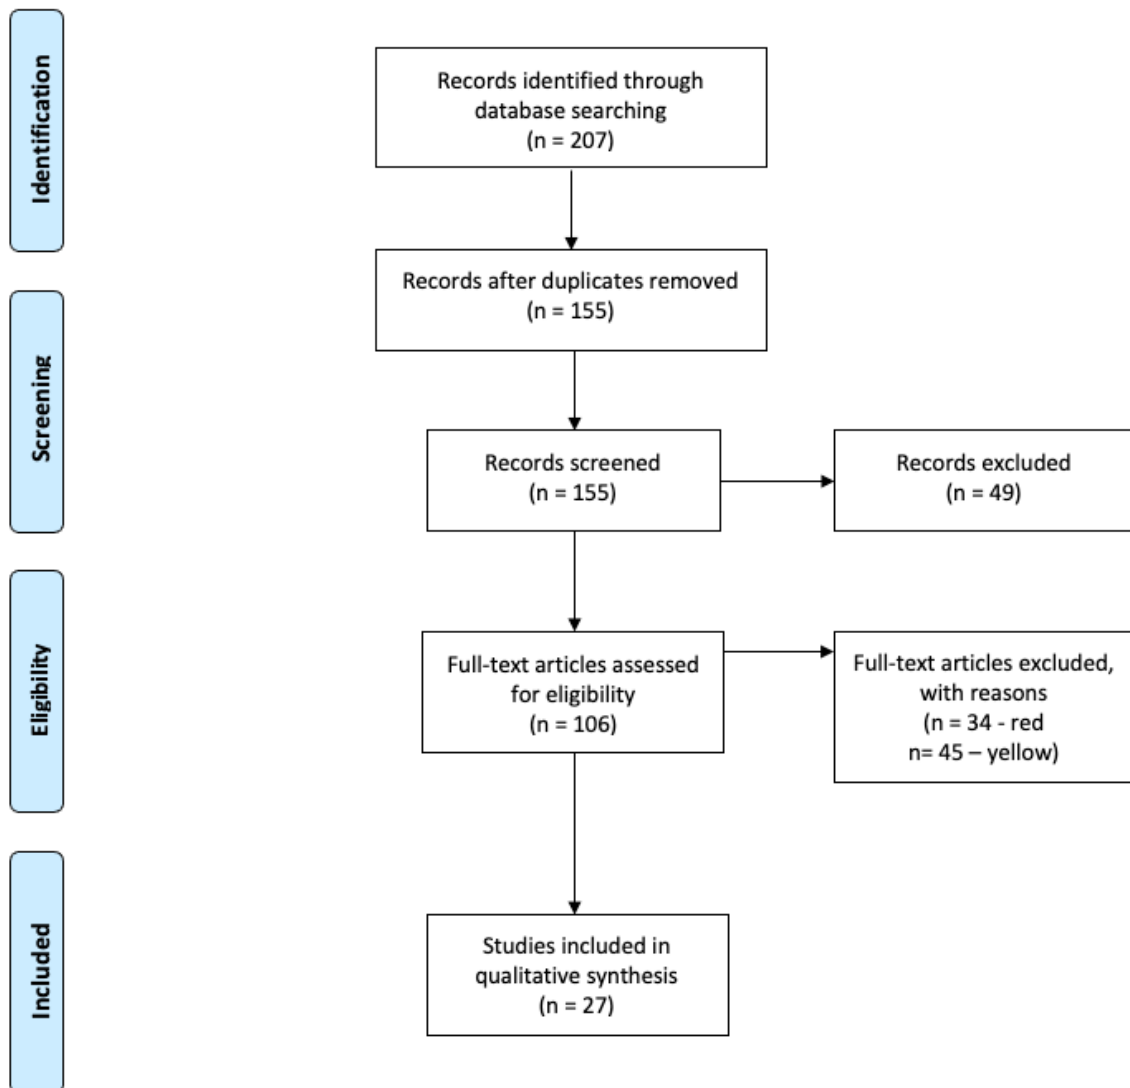 Identification
Records identified through
database searching
(n = 207)
Records after duplicates removed
(n = 155)
Screening
Records screened
(n = 155)
Records excluded
(n = 49)
Eligibility
Full-text articles assessed
for eligibility
(n = 106)
Full-text articles excluded,
with reasons
(n = 34 - red
n= 45 – yellow)
Included
Studies included in
qualitative synthesis
(n = 27)